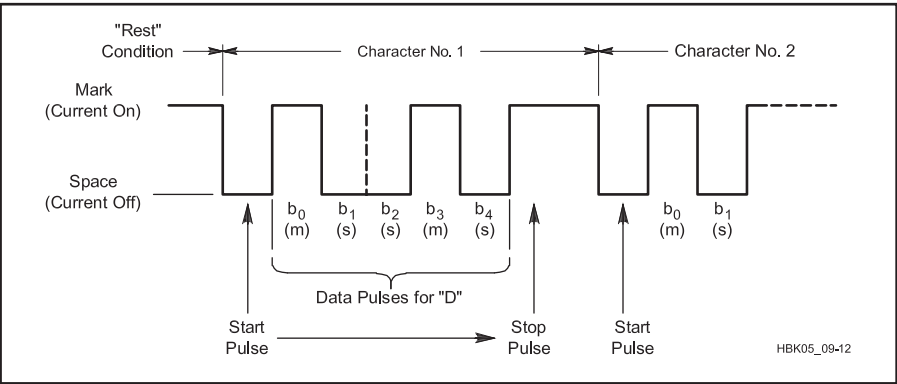 "Rest"
Condition
Character No. 1
Character No. 2
Mark
(Current On)
Space
(Current Off)
b0 b1 b2 b3 b4 b0 b1
(m) (s) (s) (m) (s) (m) (s)
Data Pulses for "D"
Start
Pulse
Stop
Pulse
Start
Pulse
HBK05_09-12